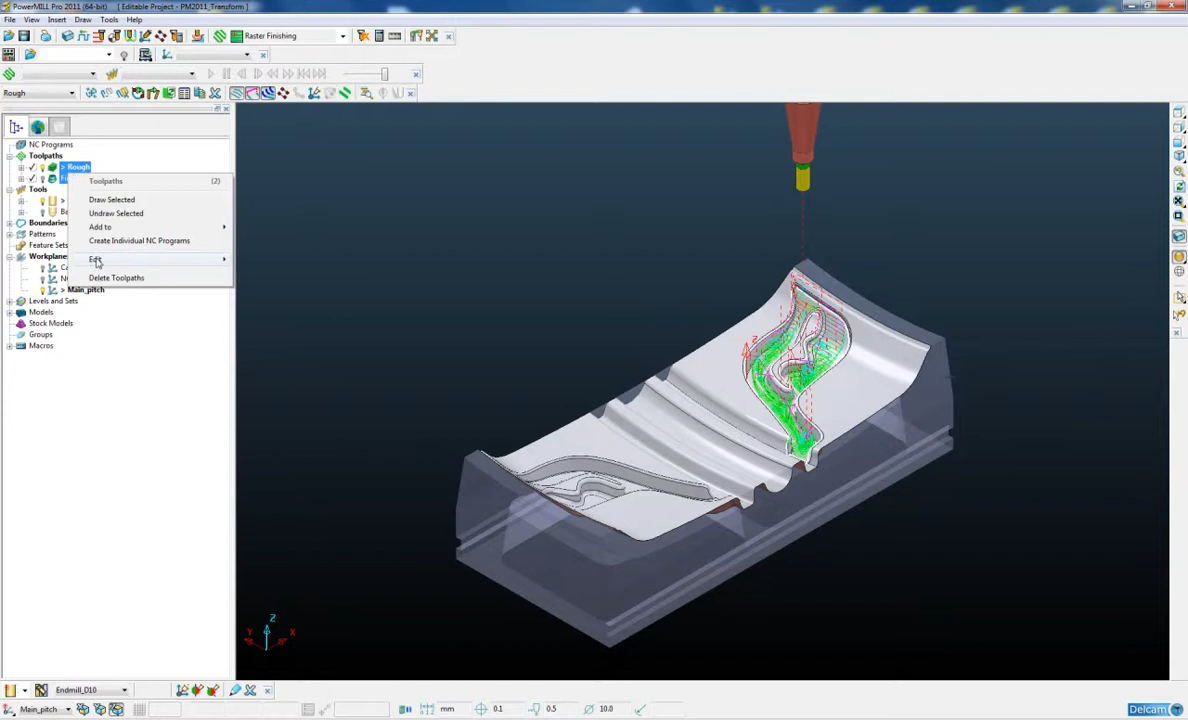 PowerMILL Pro 2011 (64-bit) - [ Editable Project - PM2011_Transform ]
File View Insert Draw Tools Help
Raster Finishing
Rough
NC Programs
Toolpaths
> Rough
Toolpaths (2)
Tools
Draw Selected
>
Undraw Selected
Boundaries
Add to
Patterns
Create Individual NC Programs
Feature Sets
Workplanes
Edit
Delete Toolpaths
> Main_pitch
Levels and Sets
Models
Stock Models
Groups
Macros
Z
Z
Y X
Endmill_D10
Main_pitch
mm 0.1 0.5 10.0
Delcam